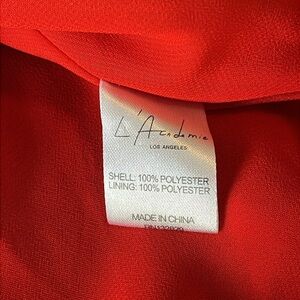 L'Academie
LOS ANGELES
SHELL: 100% POLYESTER
LINING: 100% POLYESTER
MADE IN CHINA